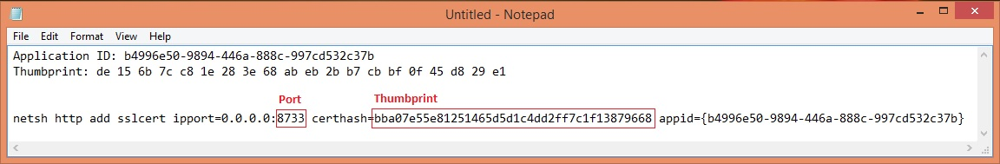 Untitled - Notepad
File Edit Format View Help
Application ID: b4996e50-9894-446a-888c-997cd532c37b
Thumbprint: de 15 6b 7c c8 1e 28 3e 68 ab eb 2b b7 cb bf 0f 45 d8 29 e1
Port Thumbprint
netsh http add sslcert ipport=0.0.0.0:8733 certhash=bba07e55e81251465d5d1c4dd2ff7c1f13879668 appid={b4996e50-9894-446a-888c-997cd532c37b}